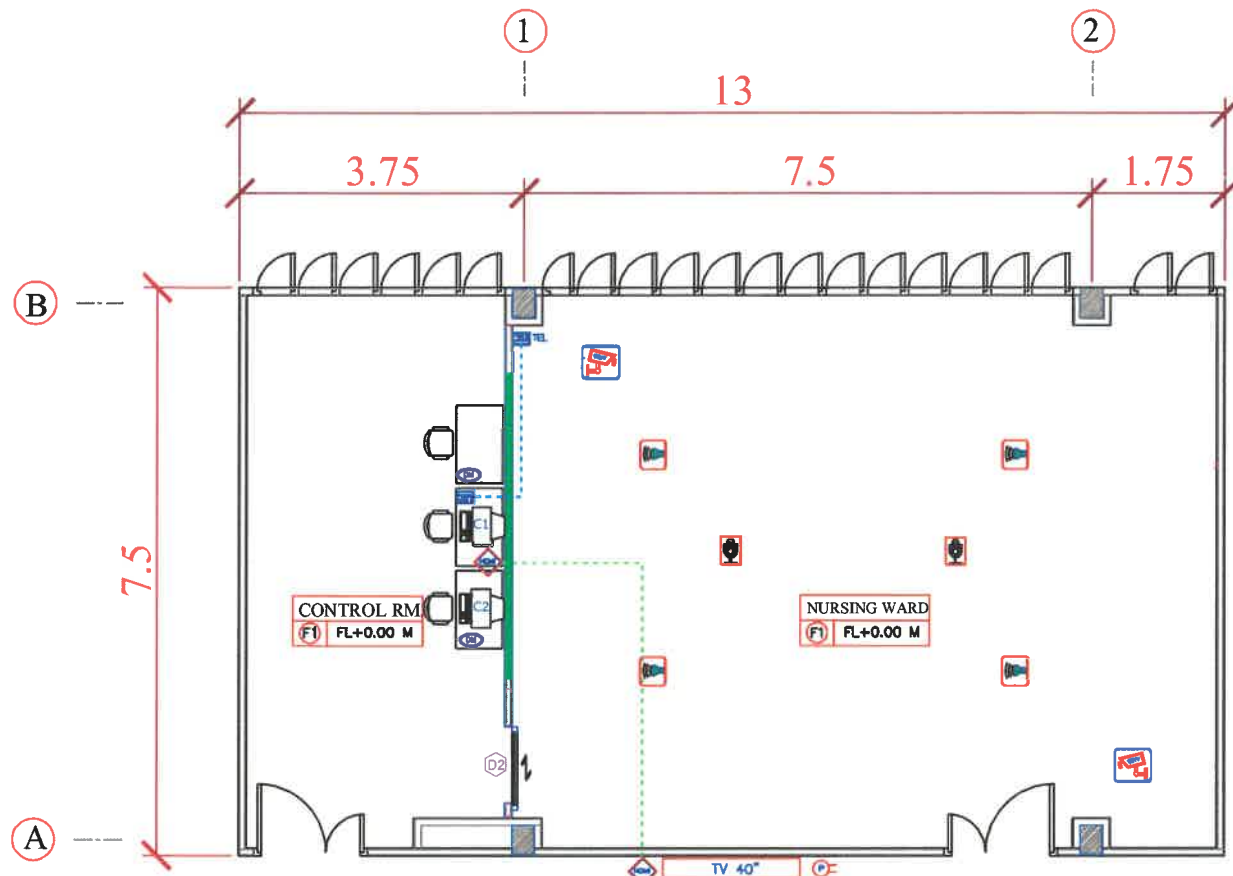 1
2
13
3.75
7.5
1.75
B
7.5
TEL
C1
C2
CONTROL RM
F1 FL+0.00 M
NURSING WARD
F1 FL+0.00 M
D2
A
TV 40"
P